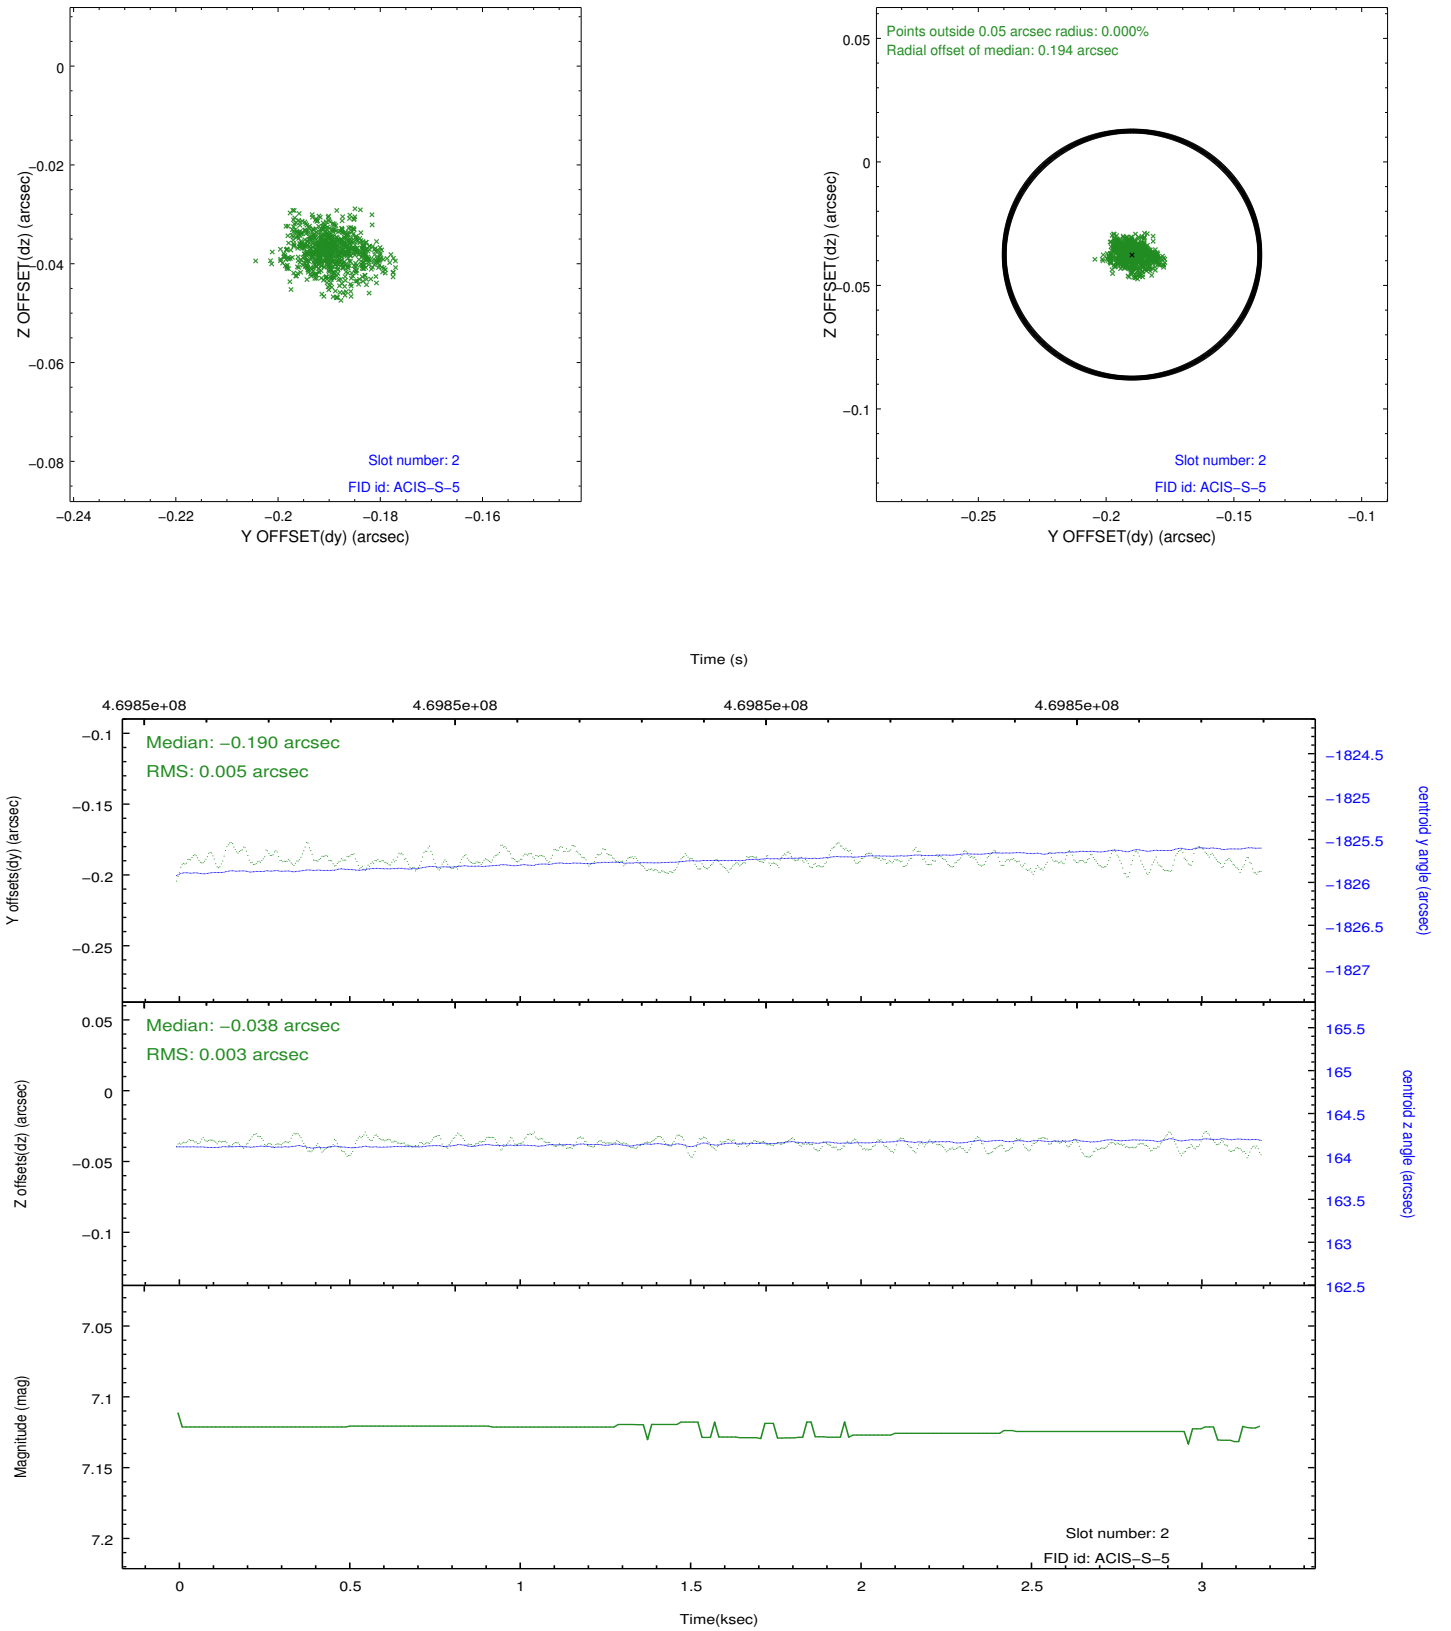 0
−0.02
−0.04
−0.06
−0.08
Z OFFSET(dz) (arcsec)
Slot number: 2
FID id: ACIS−S−5
−0.24
−0.22
−0.2
−0.18
−0.16
Y OFFSET(dy) (arcsec)
Points outside 0.05 arcsec radius: 0.000%
Radial offset of median: 0.194 arcsec
0.05
0
−0.05
−0.1
Z OFFSET(dz) (arcsec)
Slot number: 2
FID id: ACIS−S−5
−0.25
−0.2
−0.15
−0.1
Y OFFSET(dy) (arcsec)
Time (s)
4.6985e+08
4.6985e+08
4.6985e+08
4.6985e+08
Median: −0.190 arcsec
RMS: 0.005 arcsec
−0.1
−0.15
−0.2
−0.25
Y offsets(dy) (arcsec)
−1824.5
−1825
−1825.5
−1826
−1826.5
−1827
centroid y angle (arcsec)
Median: −0.038 arcsec
RMS: 0.003 arcsec
0.05
0
−0.05
−0.1
Z offsets(dz) (arcsec)
165.5
165
164.5
164
163.5
163
162.5
centroid z angle (arcsec)
7.05
7.1
7.15
7.2
Magnitude (mag)
Slot number: 2
FID id: ACIS−S−5
0
0.5
1
1.5
2
2.5
3
Time(ksec)